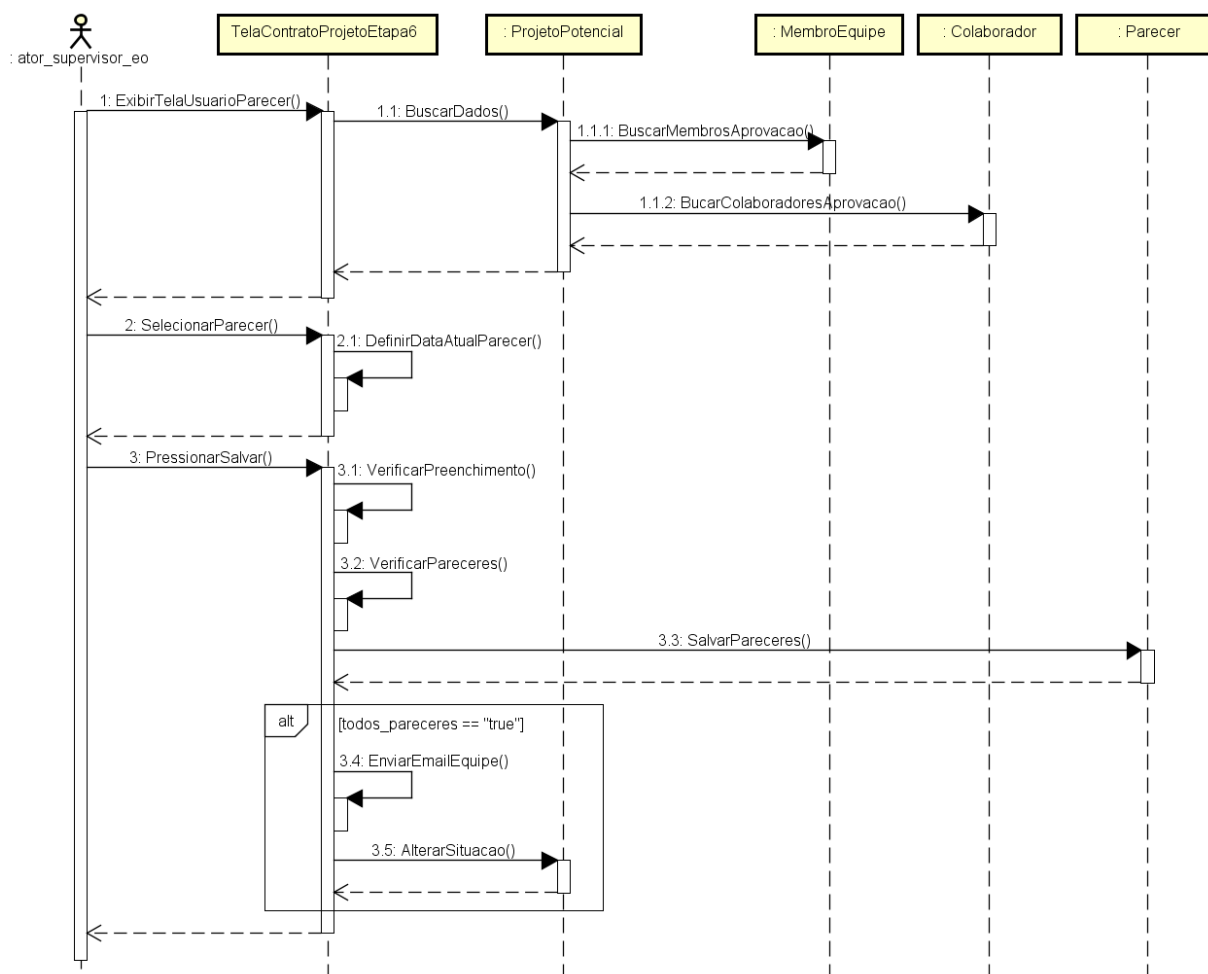 : ator_supervisor_eo
TelaContratoProjetoEtapa6
: ProjetoPotencial
: MembroEquipe
: Colaborador
: Parecer
1: ExibirTelaUsuarioParecer()
1.1: BuscarDados()
1.1.1: BuscarMembrosAprovacao()
1.1.2: BucarColaboradoresAprovacao()
2: SelecionarParecer()
2.1: DefinirDataAtualParecer()
3: PressionarSalvar()
3.1: VerificarPreenchimento()
3.2: VerificarPareceres()
3.3: SalvarPareceres()
alt
[todos_pareceres == "true"]
3.4: EnviarEmailEquipe()
3.5: AlterarSituacao()